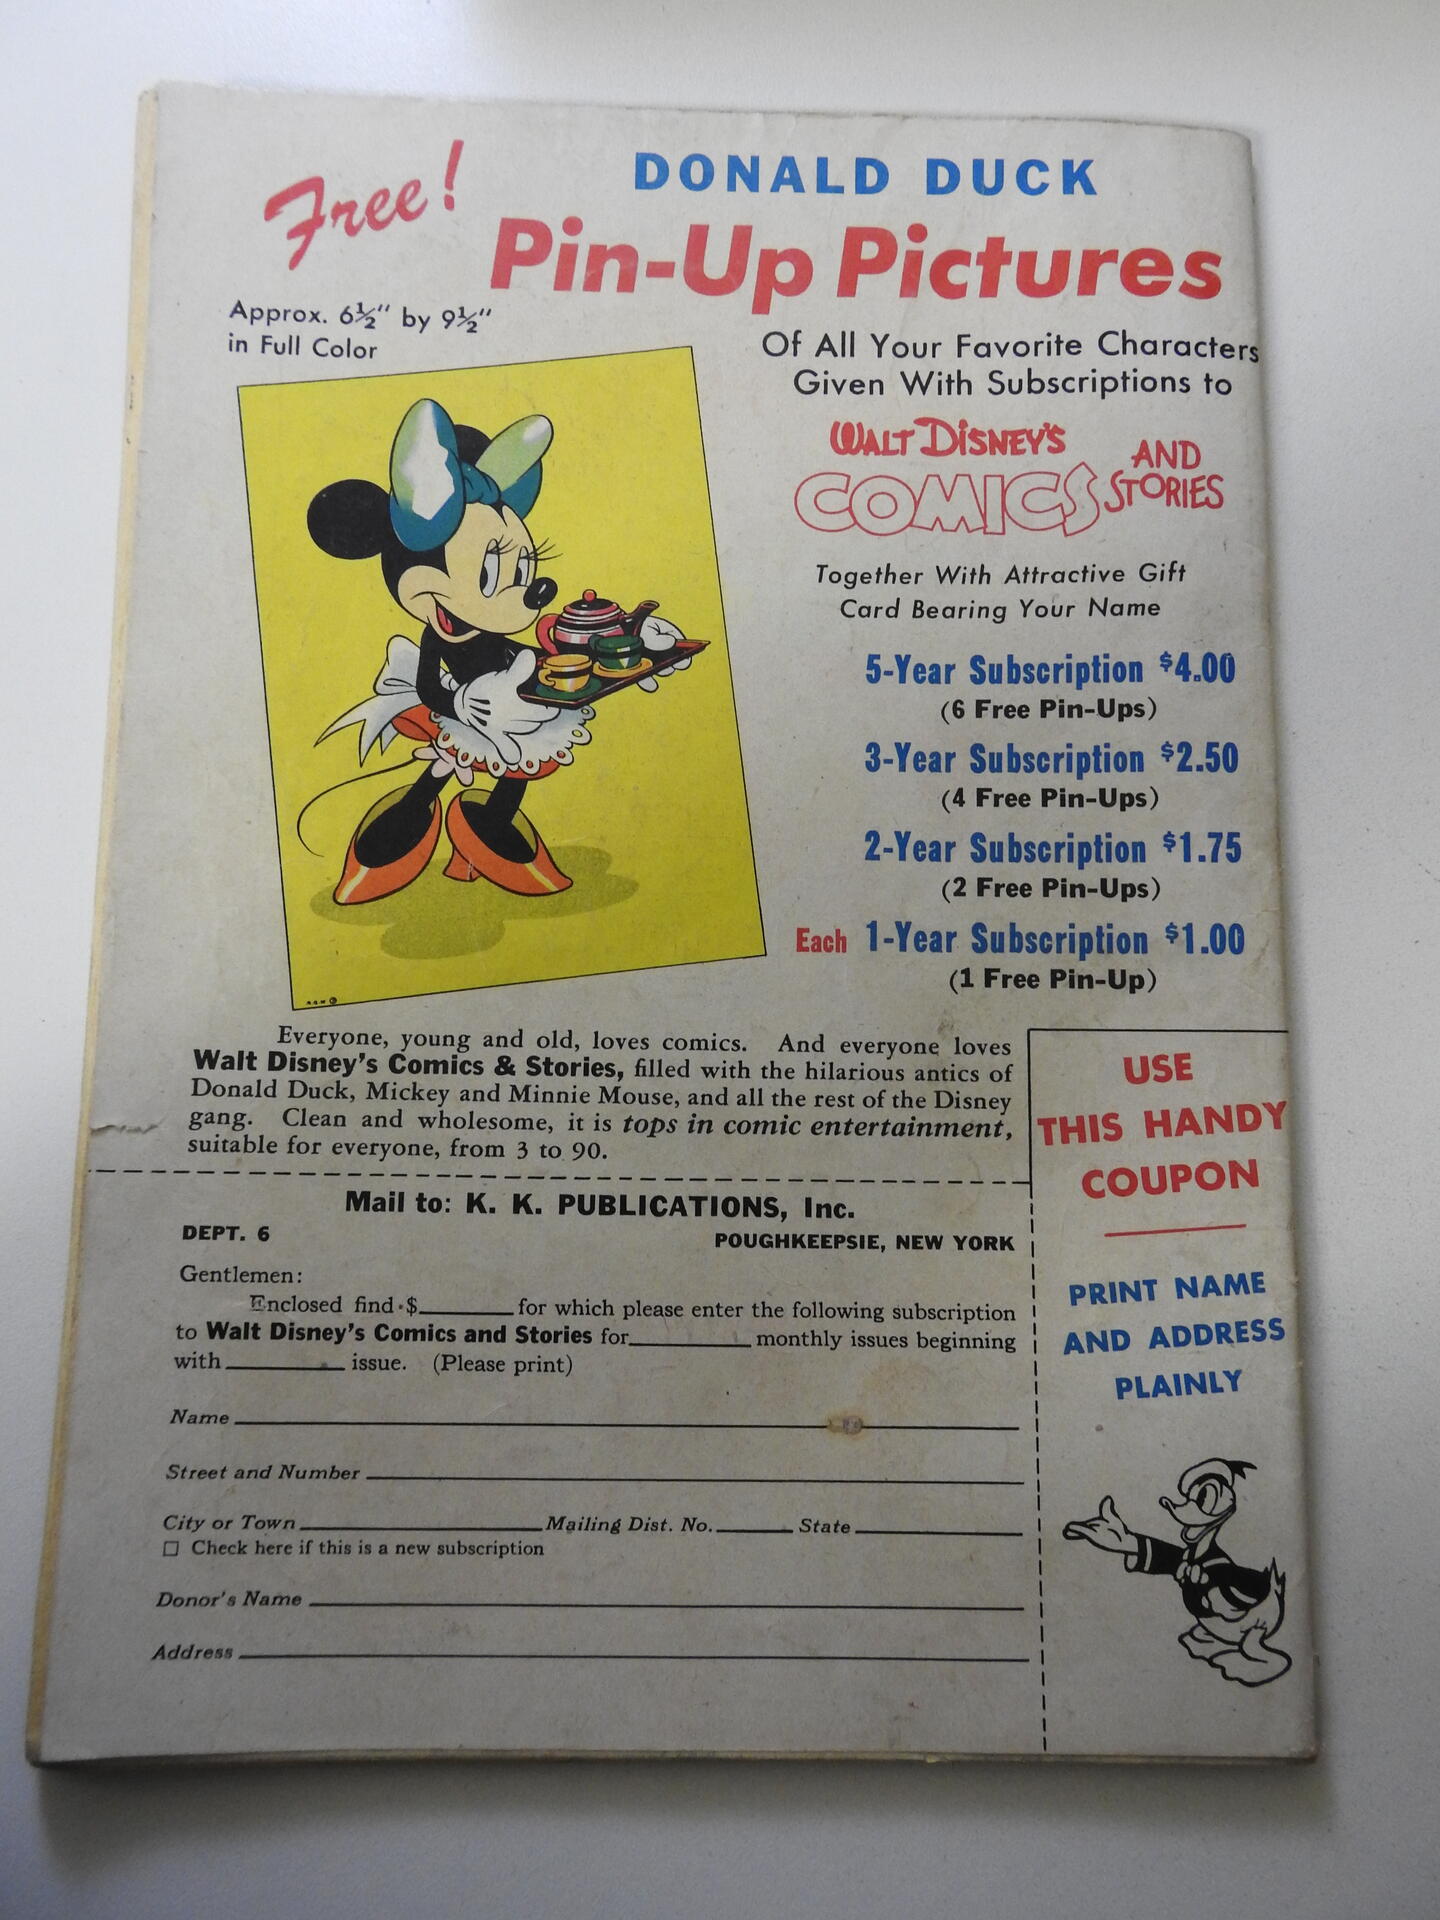 Free!
DONALD DUCK
Pin-Up Pictures
Approx. 6½" by 9½"
in Full Color
Of All Your Favorite Characters
Given With Subscriptions to
WALT DISNEY'S
COMICS AND STORIES
Together With Attractive Gift
Card Bearing Your Name
5-Year Subscription $4.00
(6 Free Pin-Ups)
3-Year Subscription $2.50
(4 Free Pin-Ups)
2-Year Subscription $1.75
(2 Free Pin-Ups)
Each 1-Year Subscription $1.00
(1 Free Pin-Up)
Everyone, young and old, loves comics. And everyone loves
Walt Disney's Comics & Stories, filled with the hilarious antics of
Donald Duck, Mickey and Minnie Mouse, and all the rest of the Disney
gang. Clean and wholesome, it is tops in comic entertainment,
suitable for everyone, from 3 to 90.
USE
THIS HANDY
COUPON
PRINT NAME
AND ADDRESS
PLAINLY
Mail to: K. K. PUBLICATIONS, Inc.
DEPT. 6 POUGHKEEPSIE, NEW YORK
Gentlemen:
Enclosed find $ for which please enter the following subscription
to Walt Disney's Comics and Stories for monthly issues beginning
with issue. (Please print)
Name
Street and Number
City or Town Mailing Dist. No. State
☐ Check here if this is a new subscription
Donor's Name
Address